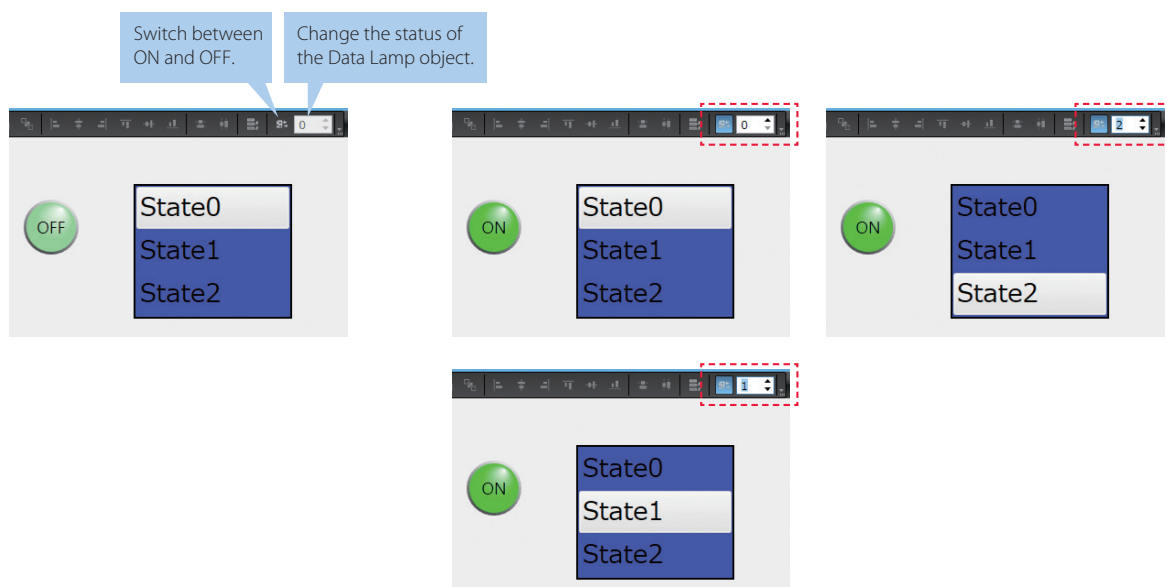 Switch between
ON and OFF.
Change the status of
the Data Lamp object.
0
OFF
State0
State1
State2
0
ON
State0
State1
State2
2
ON
State0
State1
State2
1
ON
State0
State1
State2